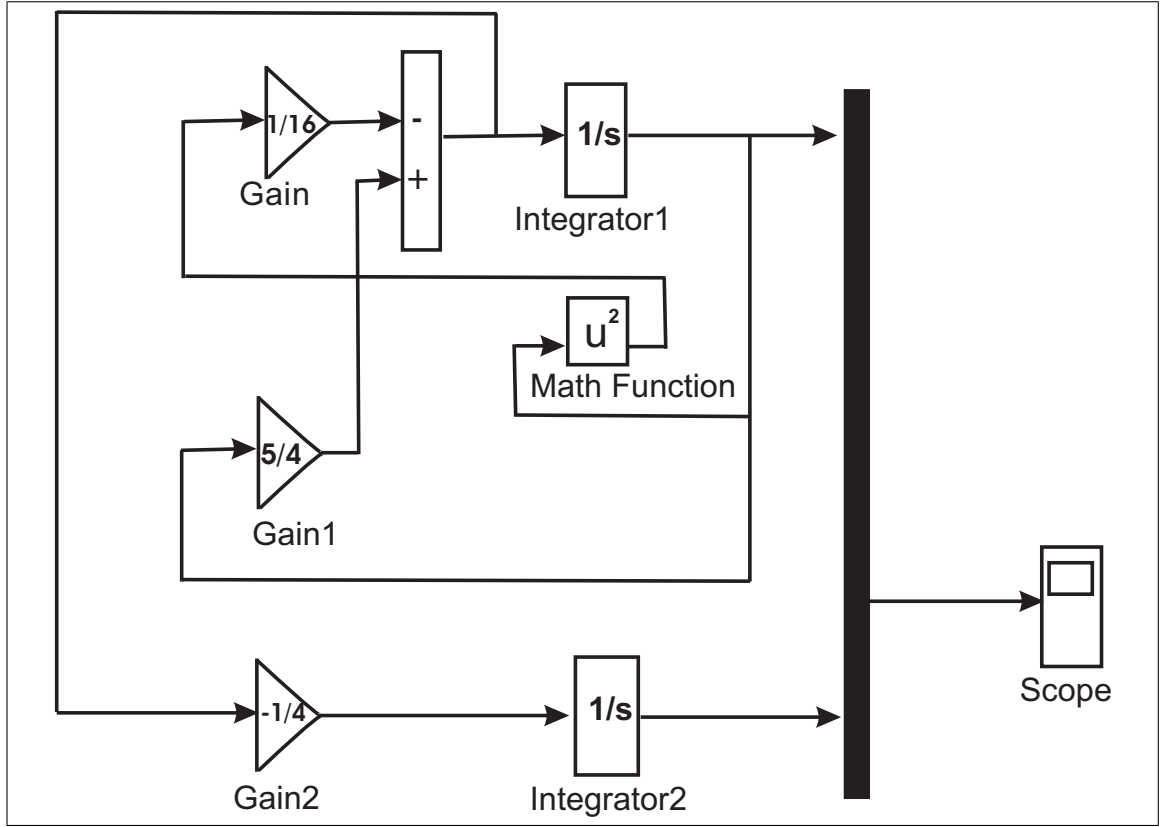 1/16
-
+
Gain
1/s
Integrator1
u²
Math Function
5/4
Gain1
-1/4
Gain2
1/s
Integrator2
Scope